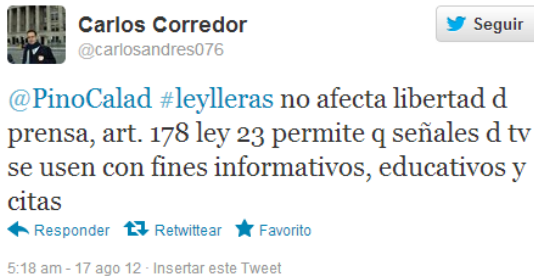 Carlos Corredor
Seguir
@carlosandres076
@PinoCalad #leylleras no afecta libertad d
prensa, art. 178 ley 23 permite q señales d tv
se usen con fines informativos, educativos y
citas
Responder Retwittear Favorito
5:18 am - 17 ago 12 · Insertar este Tweet